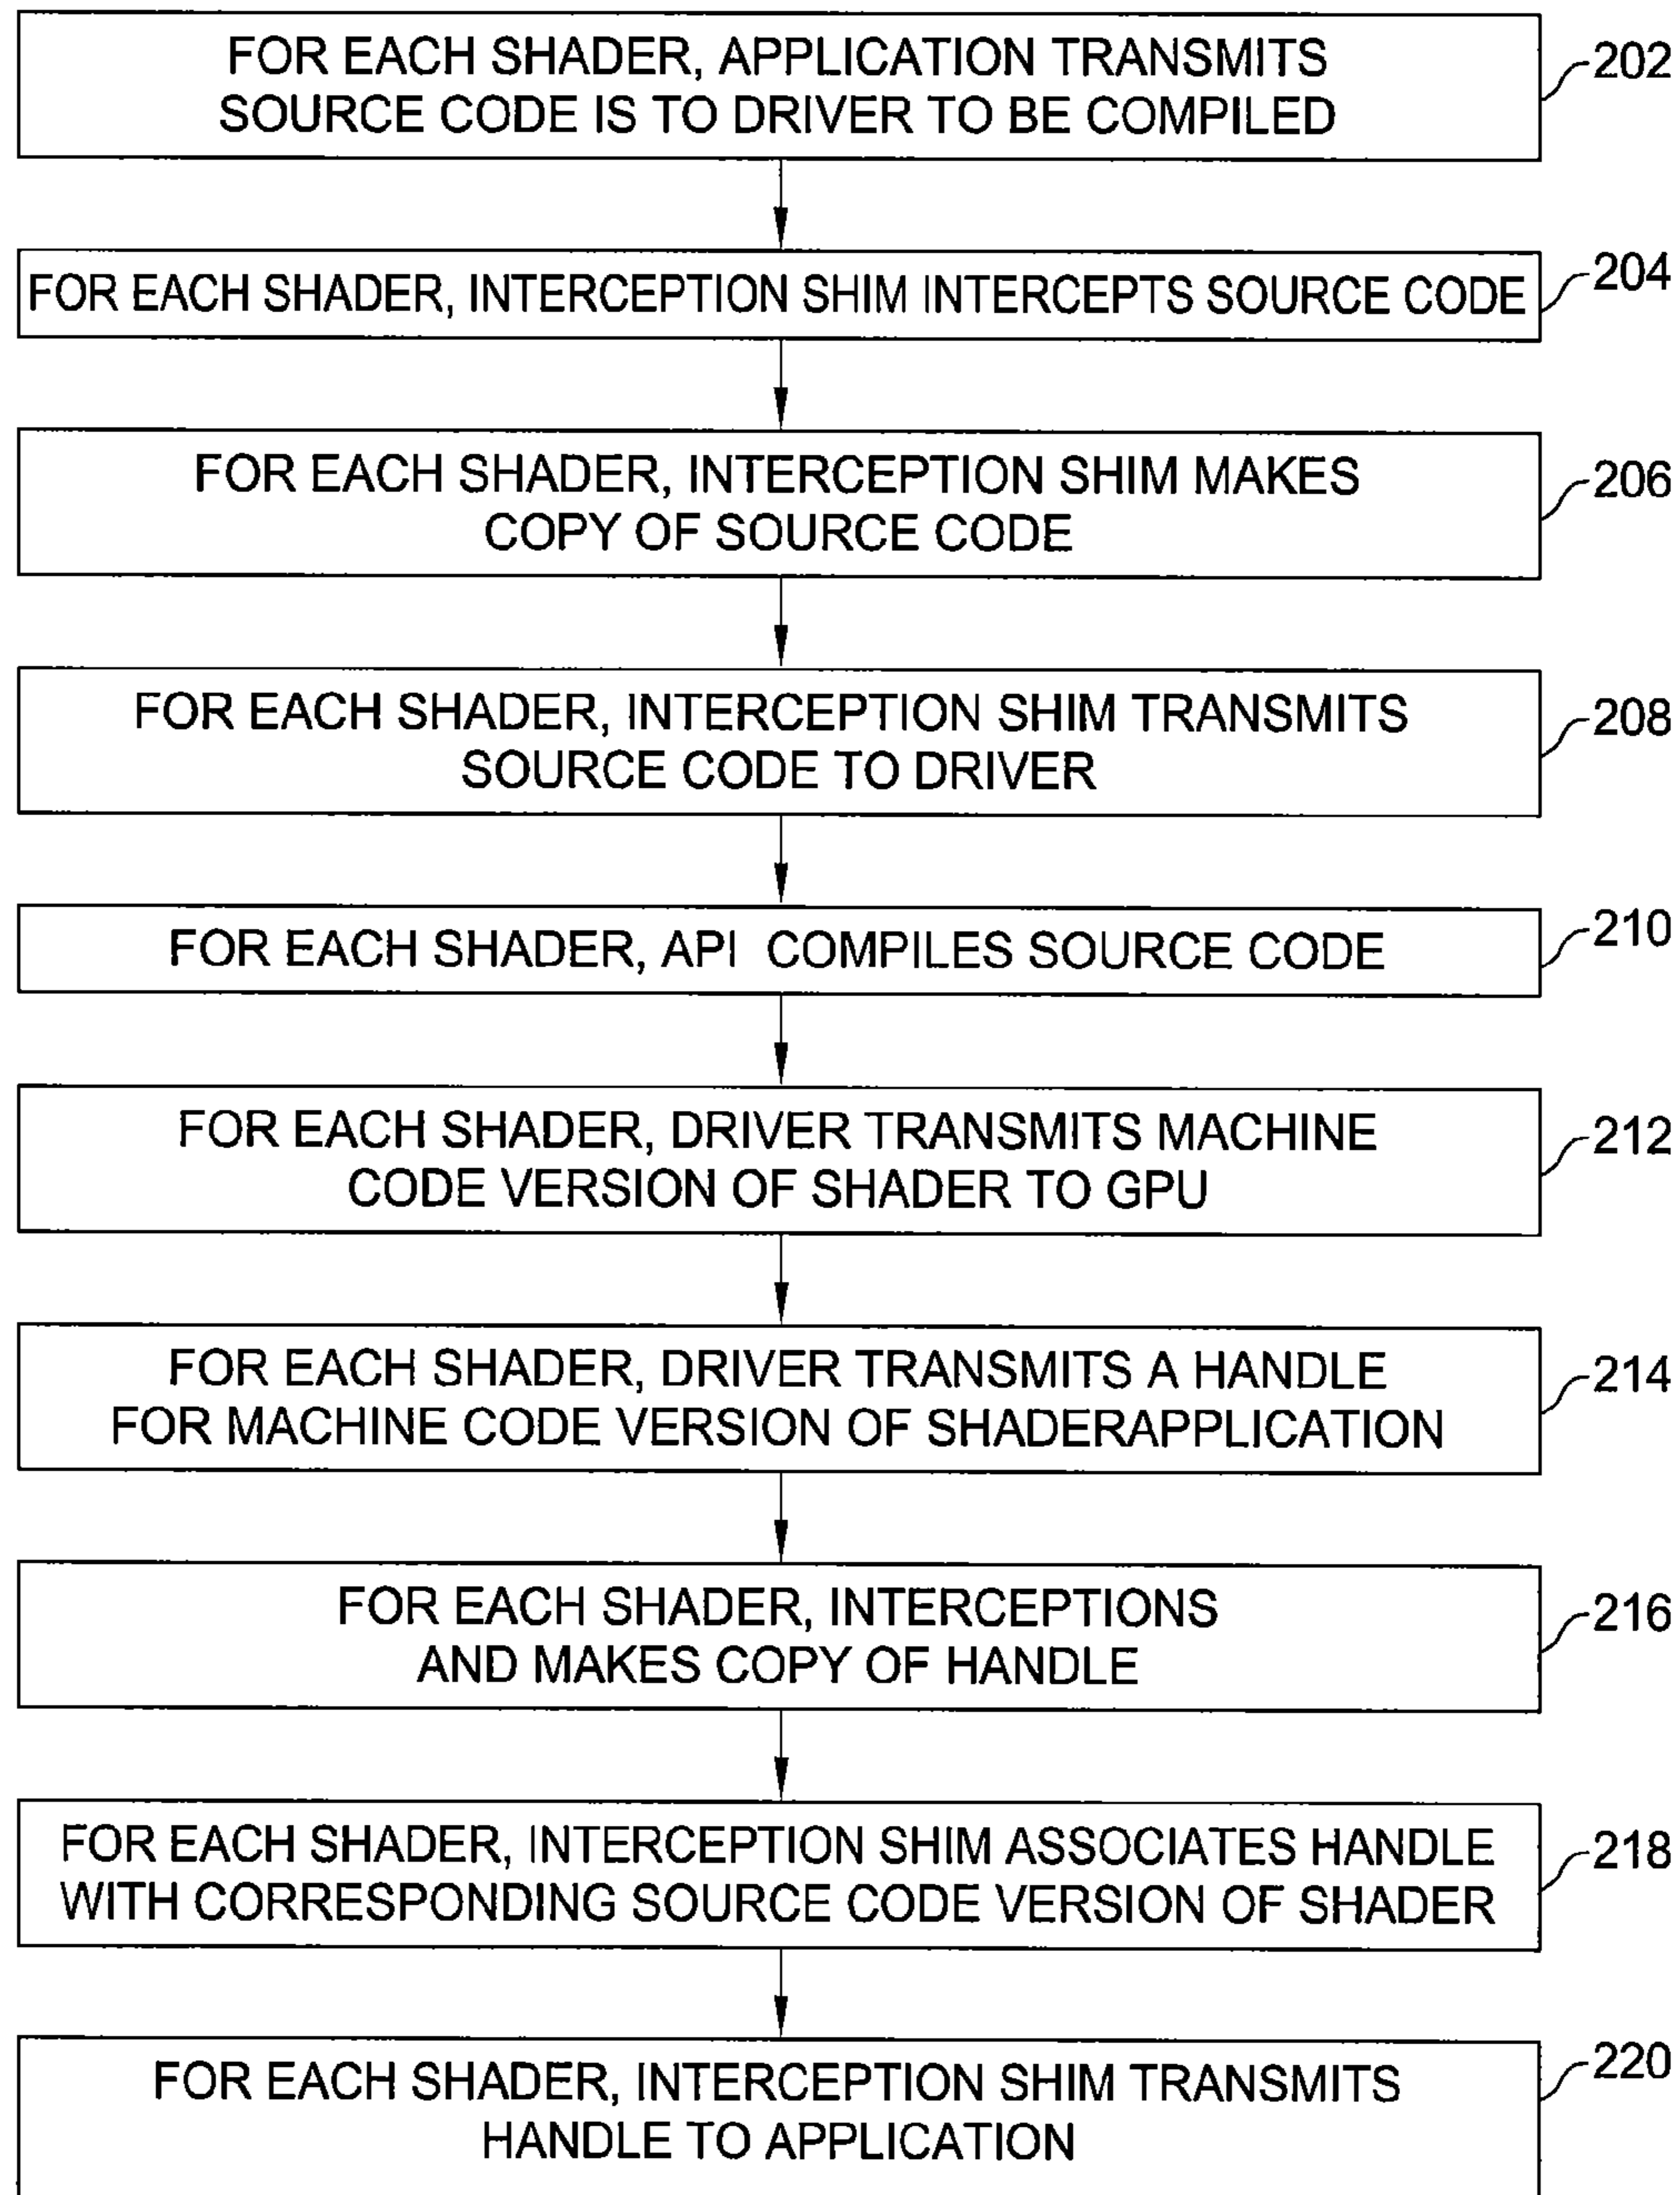 FOR EACH SHADER, APPLICATION TRANSMITS
SOURCE CODE IS TO DRIVER TO BE COMPILED
202
FOR EACH SHADER, INTERCEPTION SHIM INTERCEPTS SOURCE CODE
204
FOR EACH SHADER, INTERCEPTION SHIM MAKES
COPY OF SOURCE CODE
206
FOR EACH SHADER, INTERCEPTION SHIM TRANSMITS
SOURCE CODE TO DRIVER
208
FOR EACH SHADER, API COMPILES SOURCE CODE
210
FOR EACH SHADER, DRIVER TRANSMITS MACHINE
CODE VERSION OF SHADER TO GPU
212
FOR EACH SHADER, DRIVER TRANSMITS A HANDLE
FOR MACHINE CODE VERSION OF SHADERAPPLICATION
214
FOR EACH SHADER, INTERCEPTIONS
AND MAKES COPY OF HANDLE
216
FOR EACH SHADER, INTERCEPTION SHIM ASSOCIATES HANDLE
WITH CORRESPONDING SOURCE CODE VERSION OF SHADER
218
FOR EACH SHADER, INTERCEPTION SHIM TRANSMITS
HANDLE TO APPLICATION
220